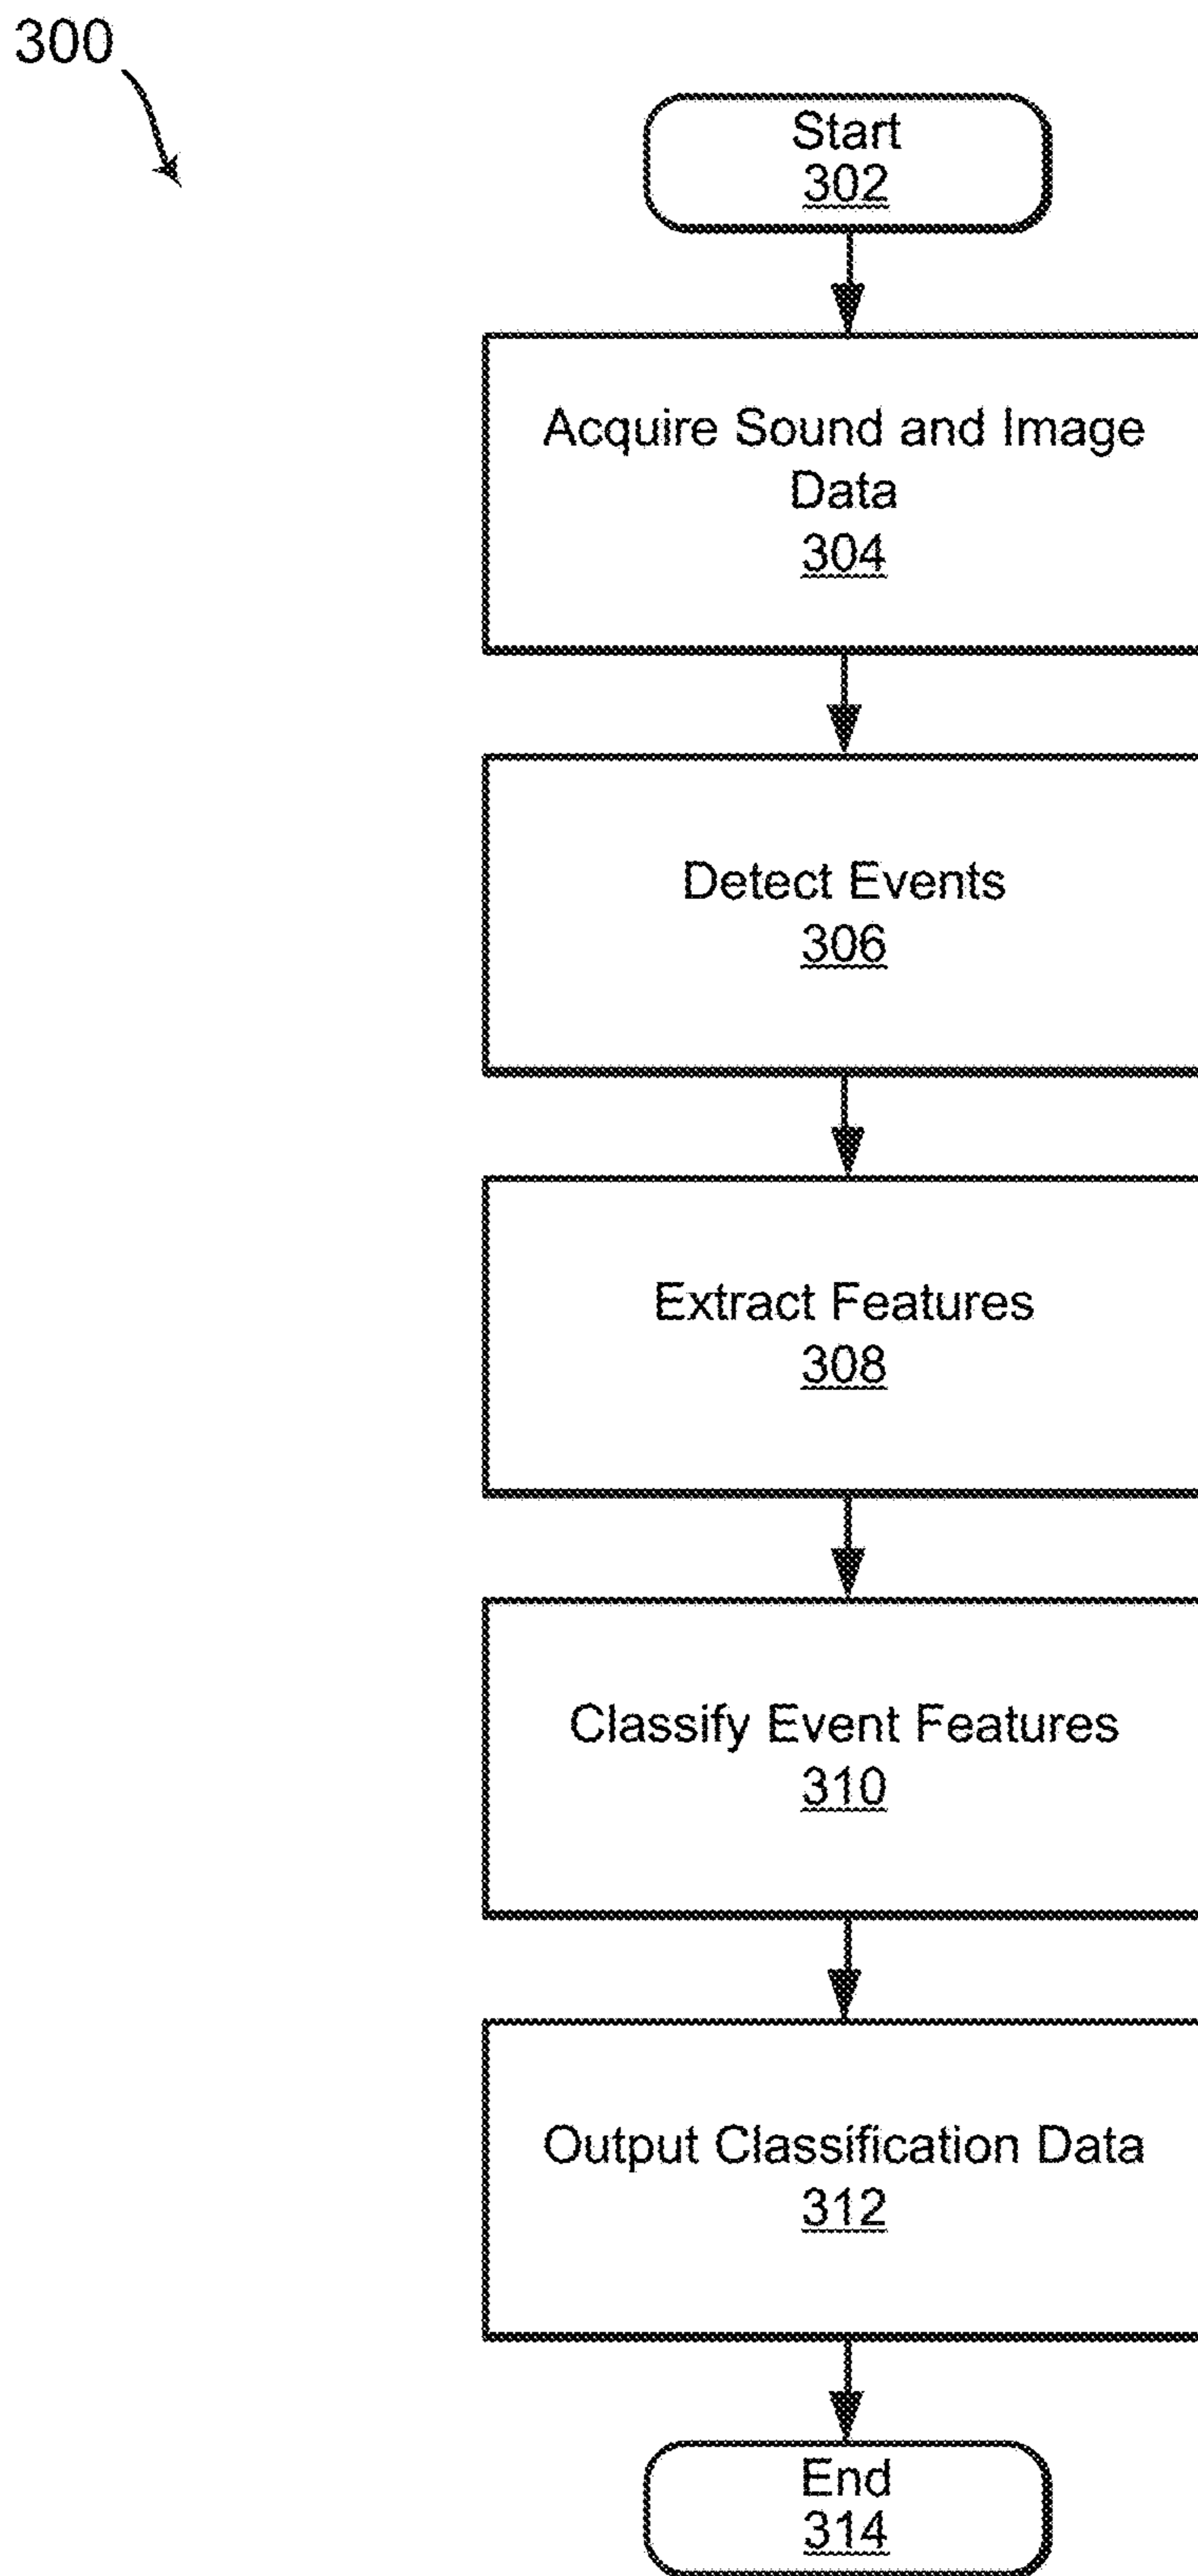 300
Start
302
Acquire Sound and Image
Data
304
Detect Events
306
Extract Features
308
Classify Event Features
310
Output Classification Data
312
End
314